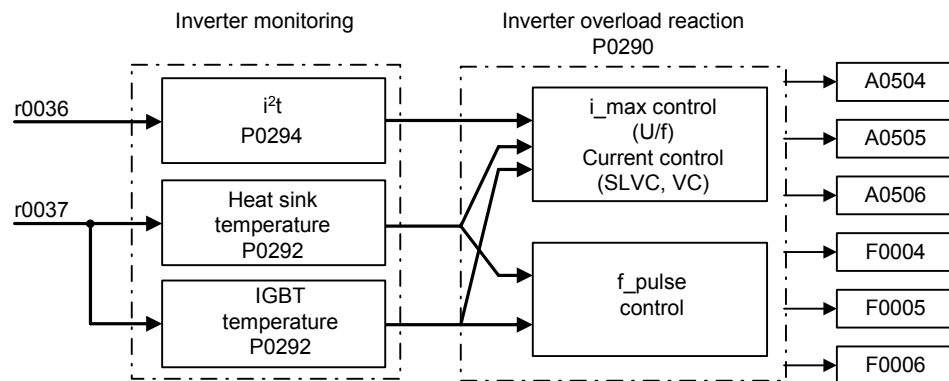 Inverter monitoring
Inverter overload reaction
P0290
r0036
i²t
P0294
r0037
Heat sink
temperature
P0292
IGBT
temperature
P0292
i_max control
(U/f)
Current control
(SLVC, VC)
f_pulse
control
A0504
A0505
A0506
F0004
F0005
F0006